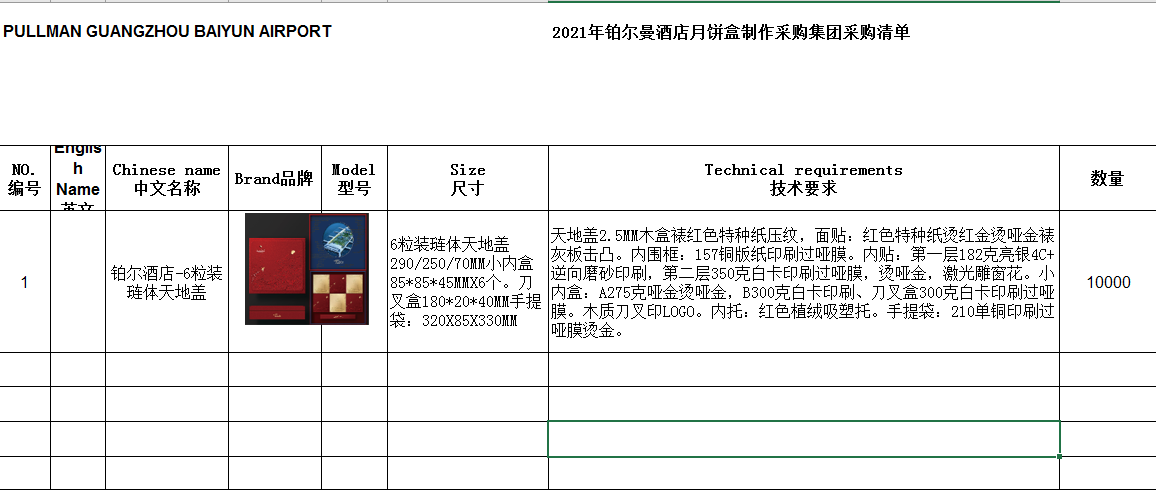 PULLMAN GUANGZHOU BAIYUN AIRPORT
2021年铂尔曼酒店月饼盒制作采购集团采购清单
NO.
编号
English
Name
英文
Chinese name
中文名称
Brand品牌
Model
型号
Size
尺寸
Technical requirements
技术要求
数量
1
铂尔酒店-6粒装
琏体天地盖
6粒装琏体天地盖
290/250/70MM小内盒
85*85*45MMX6个。刀
叉盒180*20*40MM手提
袋: 320X85X330MM
天地盖2.5MM木盒裱红色特种纸压纹，面贴: 红色特种纸烫红金烫哑金裱
灰板击凸。内围框: 157铜版纸印刷过哑膜。内贴: 第一层182克亮银4C+
逆向磨砂印刷，第二层350克白卡印刷过哑膜，烫哑金，激光雕窗花。小
内盒: A275克哑金烫哑金，B300克白卡印刷、刀叉盒300克白卡印刷过哑
膜。木质刀叉印LOGO。内托: 红色植绒吸塑托。手提袋: 210单铜印刷过
哑膜烫金。
10000